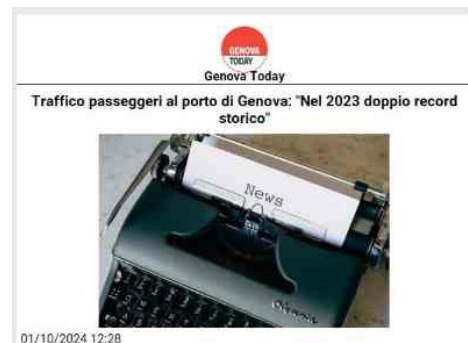 GENOVA
TODAY
Genova Today
Traffico passeggeri al porto di Genova: "Nel 2023 doppio record
storico"
News
Olympia
01/10/2024 12:28